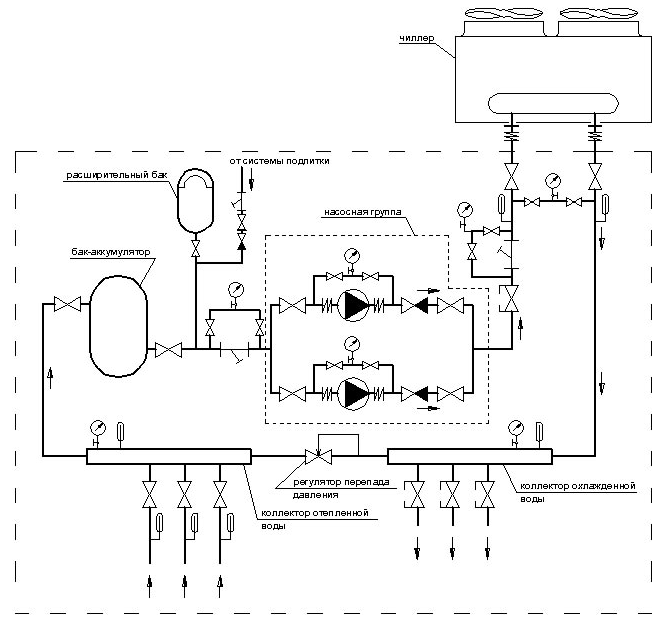 чиллер
от системы подпитки
расширительный бак
насосная группа
бак-аккумулятор
регулятор перепада
давления
коллектор охлажденной
воды
коллектор отепленной
воды